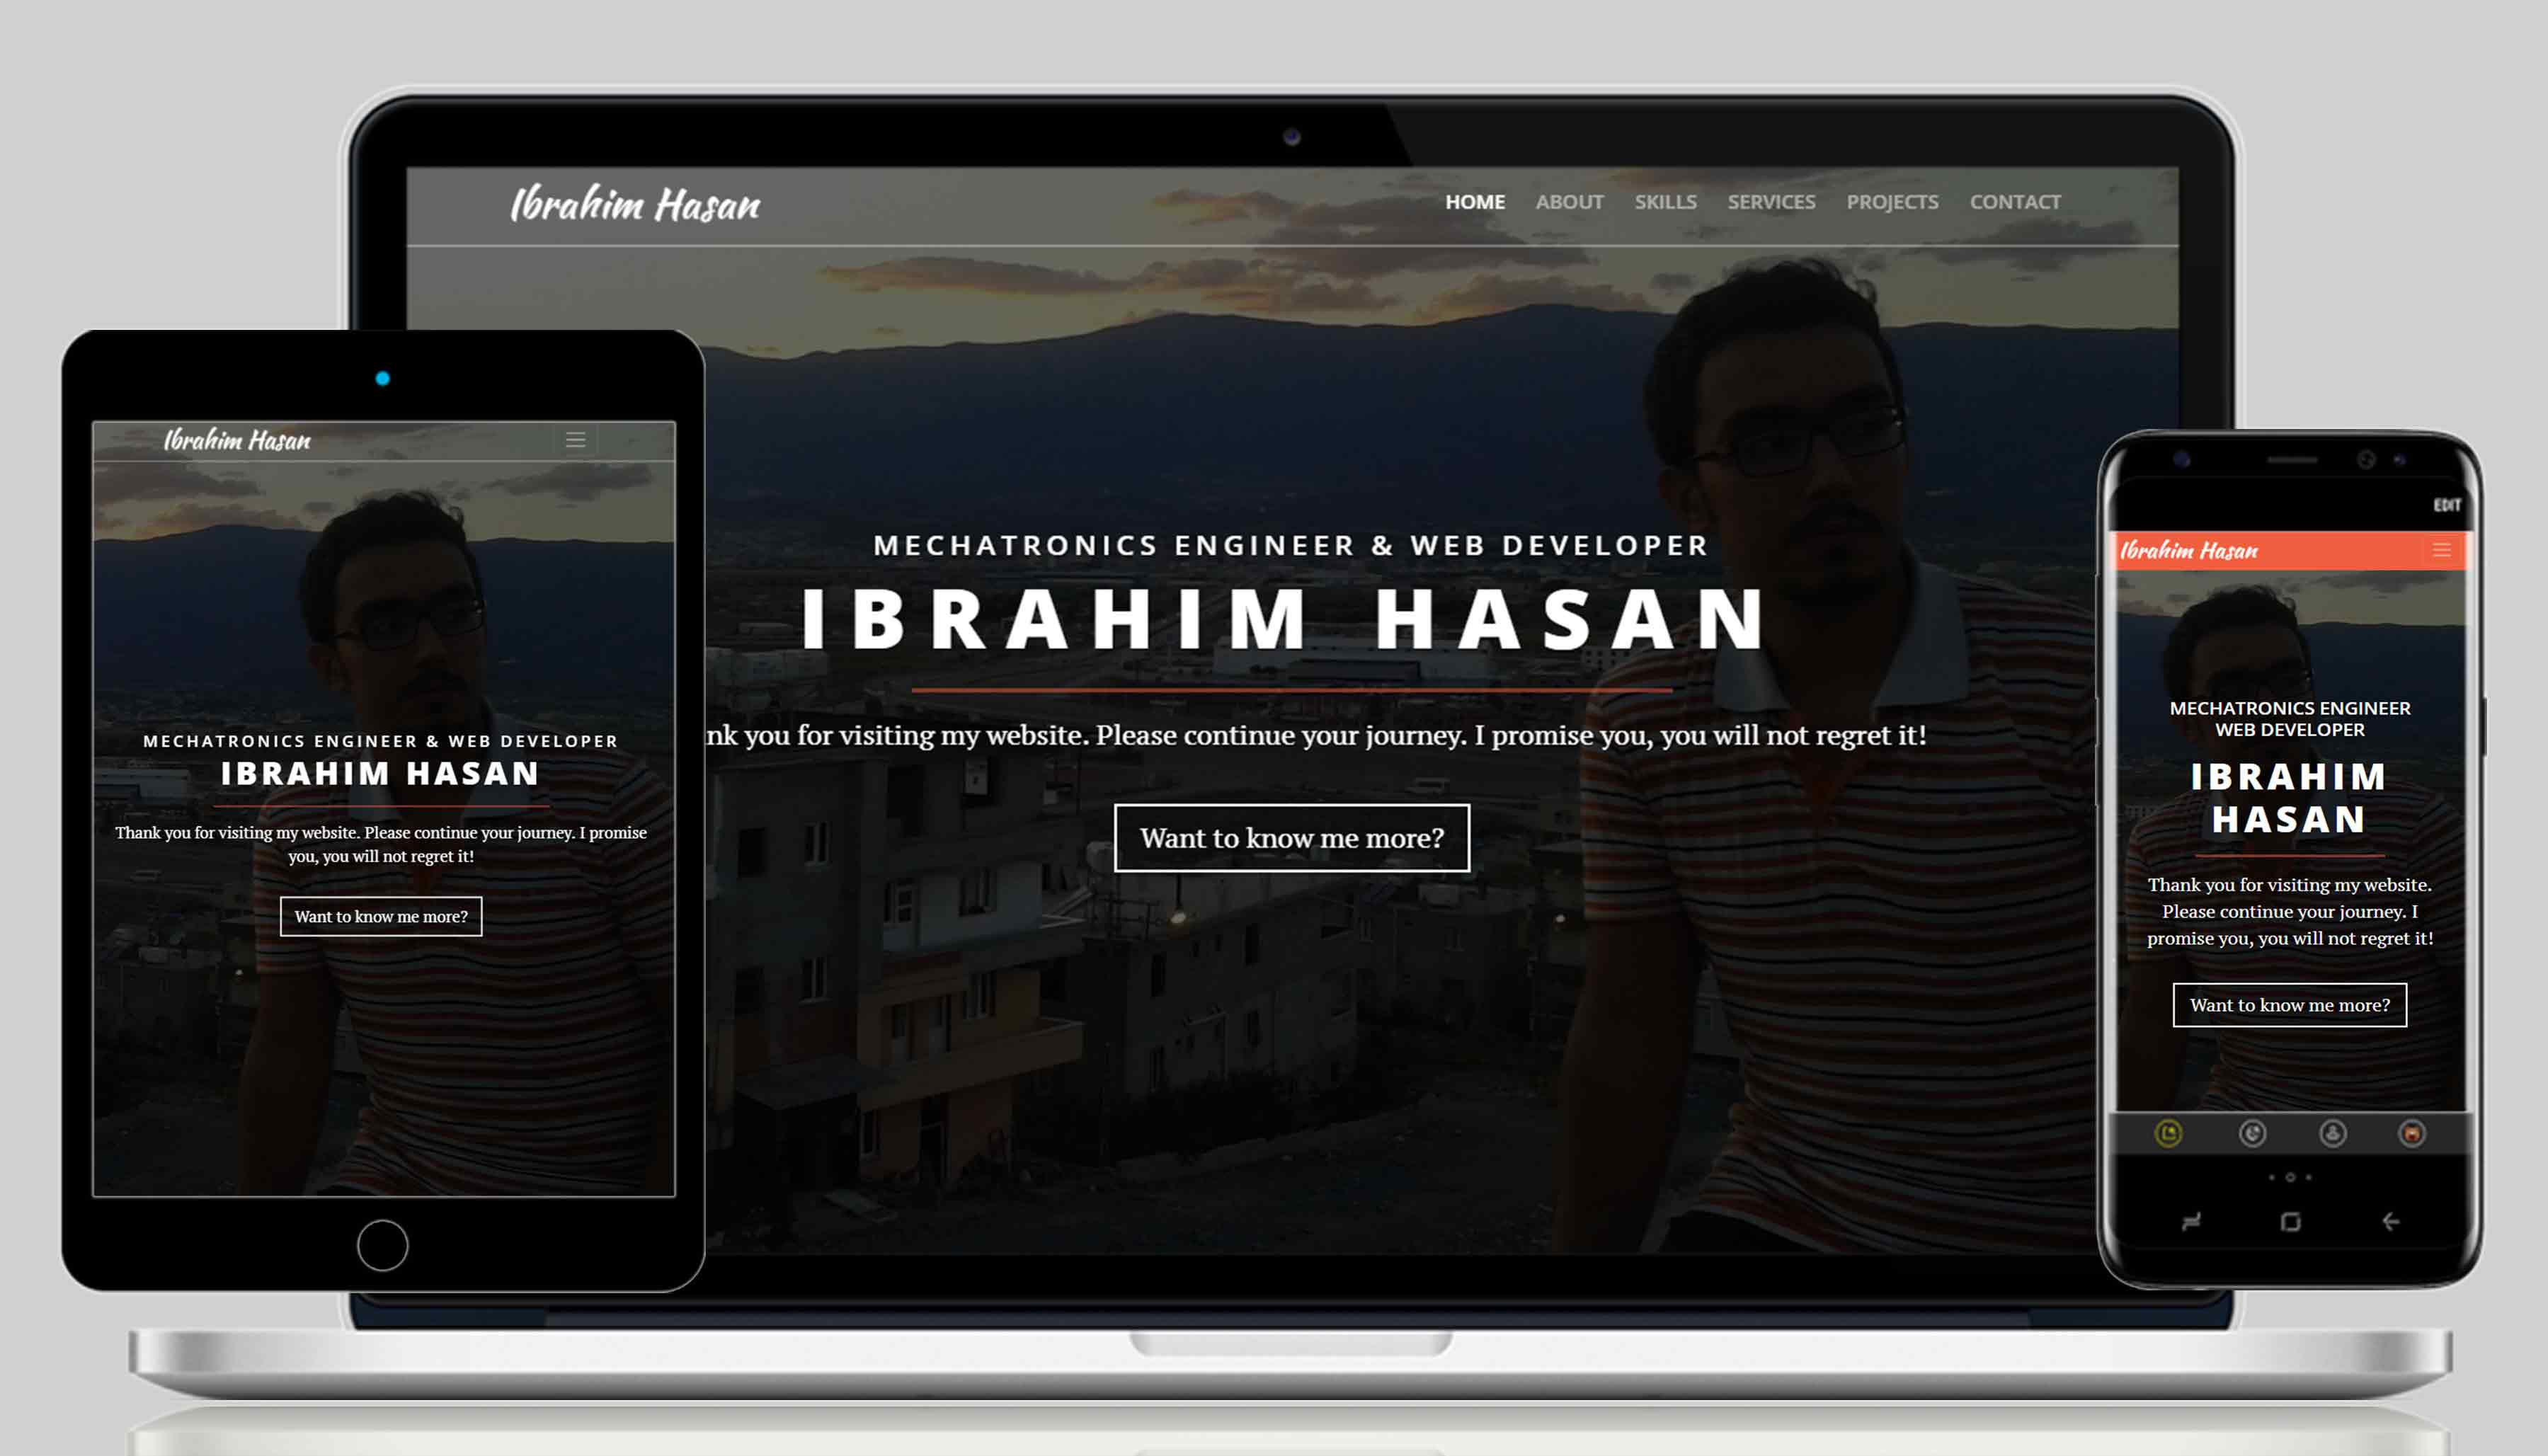 Ibrahim Hasan
HOME ABOUT SKILLS SERVICES PROJECTS CONTACT
MECHATRONICS ENGINEER & WEB DEVELOPER
IBRAHIM HASAN
you for visiting my website. Please continue your journey. I promise you, you will not regret it!
Want to know me more?
Ibrahim Hasan
MECHATRONICS ENGINEER & WEB DEVELOPER
IBRAHIM HASAN
Thank you for visiting my website. Please continue your journey. I promise
you, you will not regret it!
Want to know me more?
EDIT
Ibrahim Hasan
MECHATRONICS ENGINEER
WEB DEVELOPER
IBRAHIM
HASAN
Thank you for visiting my website.
Please continue your journey. I
promise you, you will not regret it!
Want to know me more?